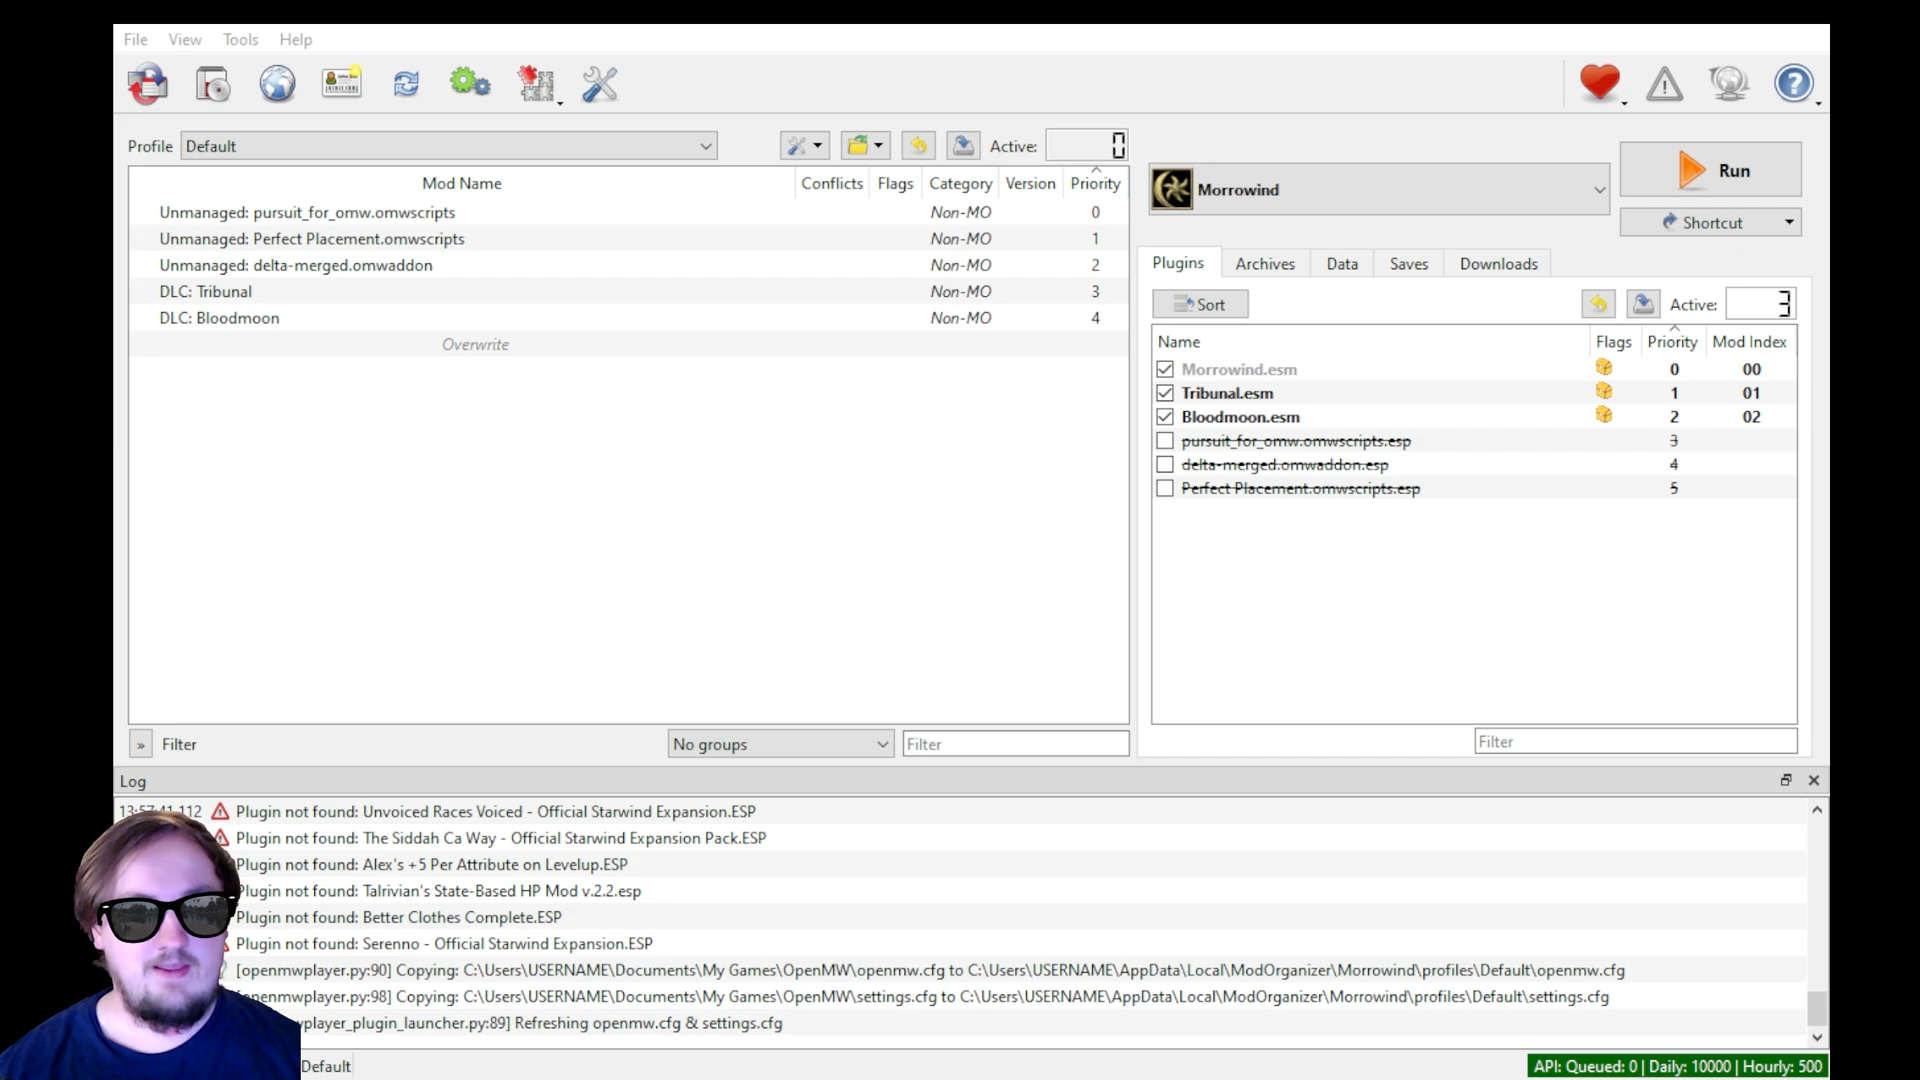 File View Tools Help
Profile Default Active: 0
Mod Name Conflicts Flags Category Version Priority
Unmanaged: pursuit_for_omw.omwscripts Non-MO 0
Unmanaged: Perfect Placement.omwscripts Non-MO 1
Unmanaged: delta-merged.omwaddon Non-MO 2
DLC: Tribunal Non-MO 3
DLC: Bloodmoon Non-MO 4
Overwrite
» Filter No groups Filter
Morrowind
Run
Shortcut
Plugins Archives Data Saves Downloads
Sort Active: 3
Name Flags Priority Mod Index
Morrowind.esm 0 00
Tribunal.esm 1 01
Bloodmoon.esm 2 02
pursuit_for_omw.omwscripts.esp 3
delta-merged.omwaddon.esp 4
Perfect Placement.omwscripts.esp 5
Filter
Log
13:57:41.112 Plugin not found: Unvoiced Races Voiced - Official Starwind Expansion.ESP
Plugin not found: The Siddah Ca Way - Official Starwind Expansion Pack.ESP
Plugin not found: Alex's +5 Per Attribute on Levelup.ESP
Plugin not found: Talrivian's State-Based HP Mod v.2.2.esp
Plugin not found: Better Clothes Complete.ESP
Plugin not found: Serenno - Official Starwind Expansion.ESP
[openmwplayer.py:90] Copying: C:\Users\USERNAME\Documents\My Games\OpenMW\openmw.cfg to C:\Users\USERNAME\AppData\Local\ModOrganizer\Morrowind\profiles\Default\openmw.cfg
openmwplayer.py:98] Copying: C:\Users\USERNAME\Documents\My Games\OpenMW\settings.cfg to C:\Users\USERNAME\AppData\Local\ModOrganizer\Morrowind\profiles\Default\settings.cfg
wplayer_plugin_launcher.py:89] Refreshing openmw.cfg & settings.cfg
Default
API: Queued: 0 | Daily: 10000 | Hourly: 500